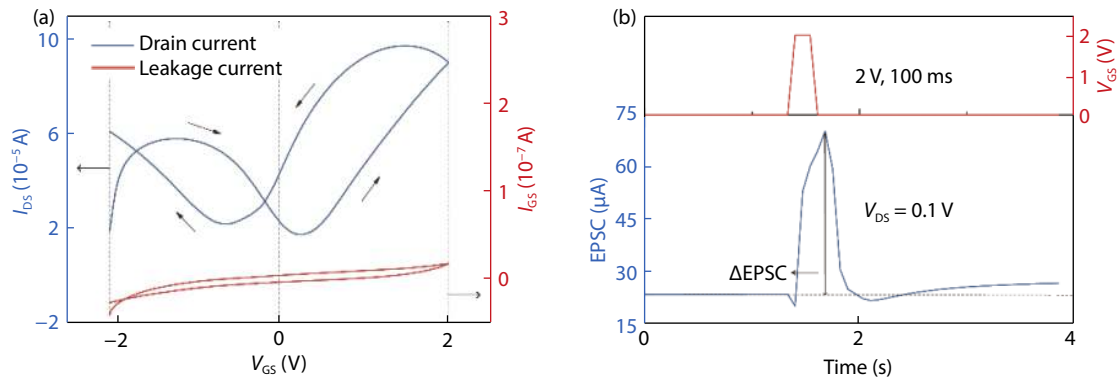 (a)
10
6
2
−2
I_DS (10⁻⁵ A)
Drain current
Leakage current
3
2
1
0
I_GS (10⁻⁷ A)
−2
0
2
V_GS (V)
(b)
2 V, 100 ms
2
1
0
V_GS (V)
75
60
45
30
15
EPSC (μA)
V_DS = 0.1 V
ΔEPSC
0
2
4
Time (s)